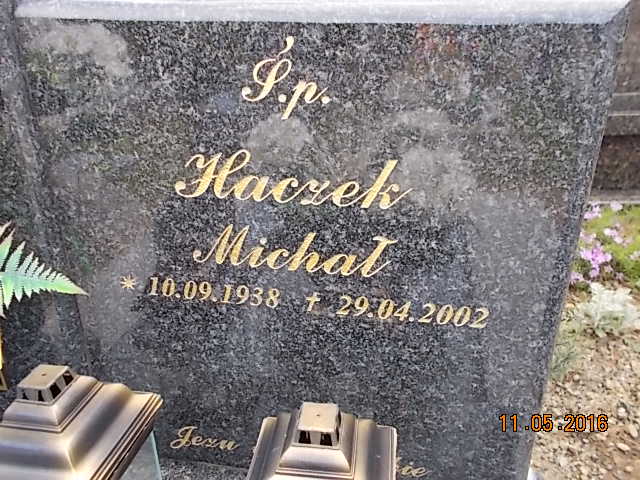 Ś.p.
Haczek
Michał
* 10.09.1938 † 29.04.2002
Jezu
11.05.2016